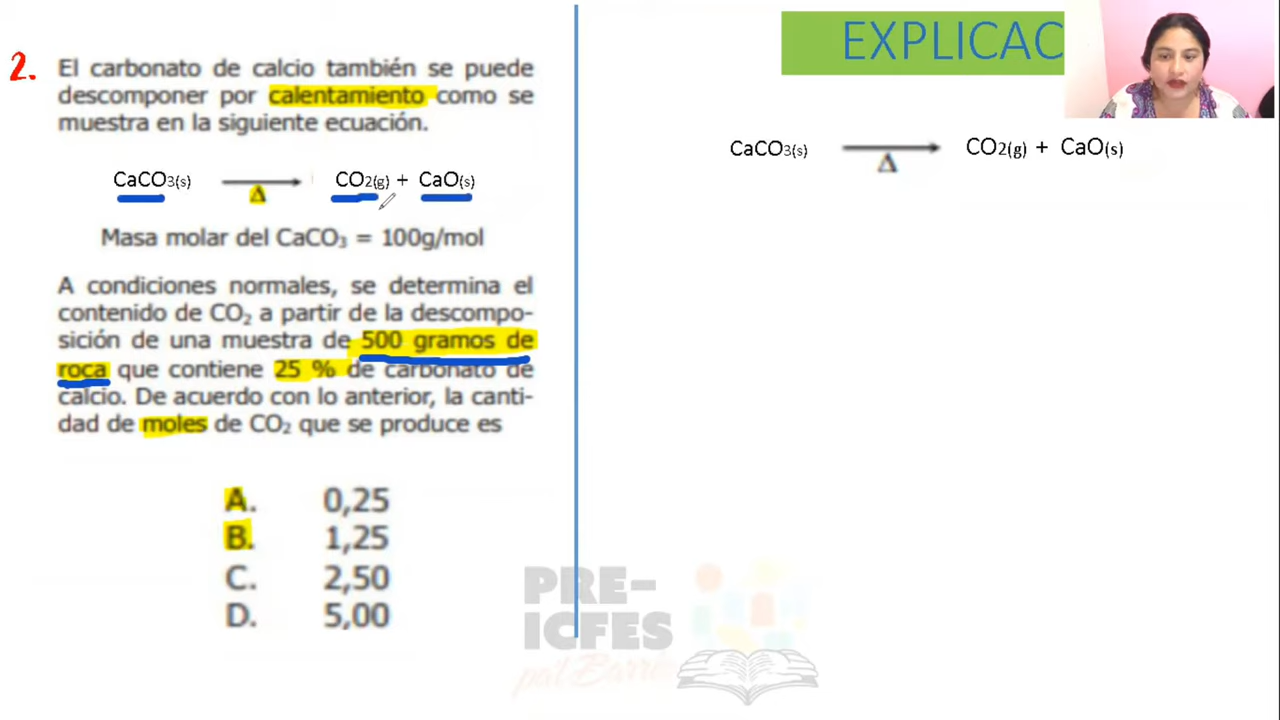 2.
El carbonato de calcio también se puede
descomponer por calentamiento como se
muestra en la siguiente ecuación.
CaCO3(s) Δ CO2(g) + CaO(s)
Masa molar del CaCO₃ = 100g/mol
A condiciones normales, se determina el
contenido de CO₂ a partir de la descompo-
sición de una muestra de 500 gramos de
roca que contiene 25 % de carbonato de
calcio. De acuerdo con lo anterior, la canti-
dad de moles de CO₂ que se produce es
A. 0,25
B. 1,25
C. 2,50
D. 5,00
EXPLICAC
CaCO3(s) Δ CO2(g) + CaO(s)
PRE-
ICFES